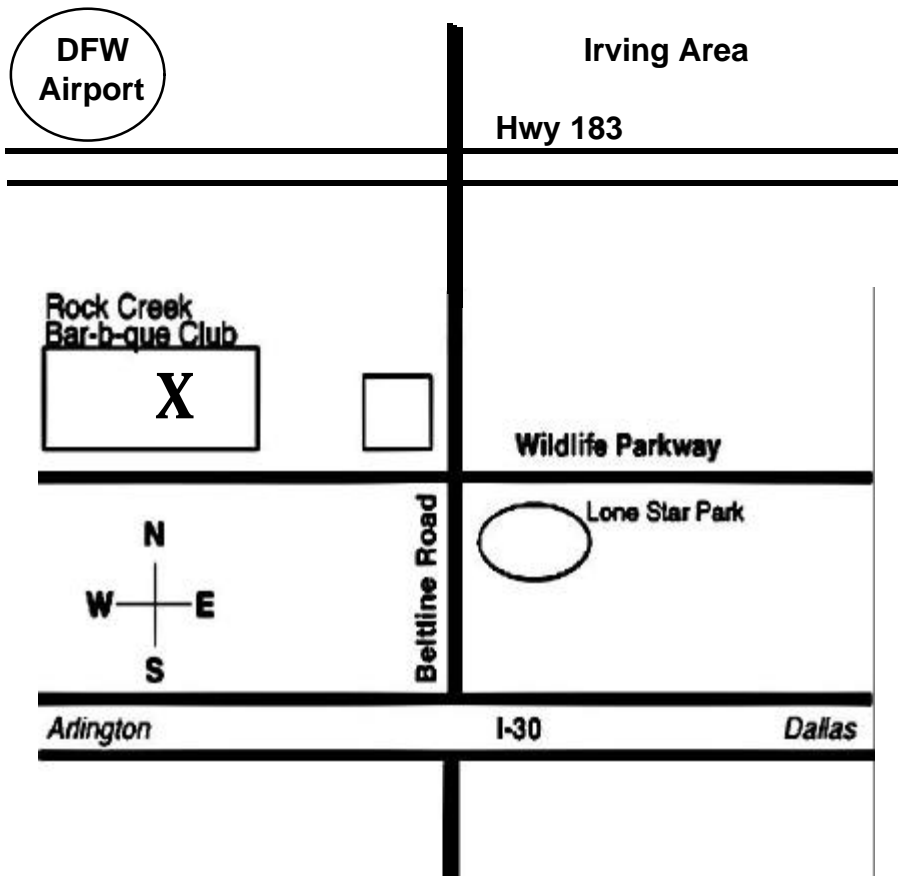 DFW
Airport
Irving Area
Hwy 183
Rock Creek
Bar-b-que Club
X
Wildlife Parkway
Lone Star Park
Beltline Road
N
W E
S
Arlington
I-30
Dallas